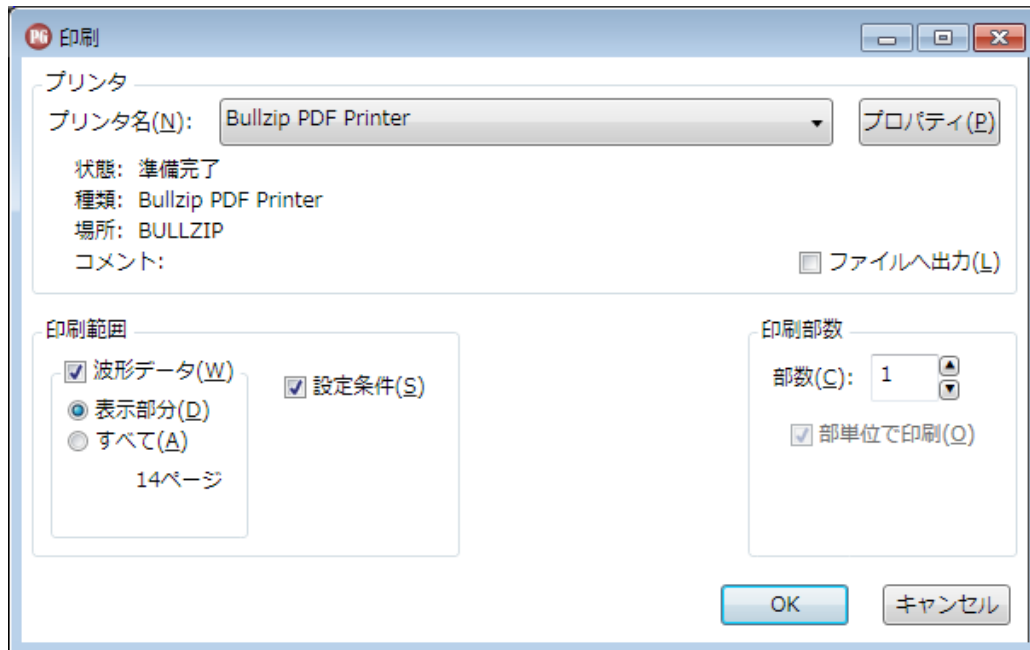 PG 印刷
プリンタ
プリンタ名(N): Bullzip PDF Printer プロパティ(P)
状態: 準備完了
種類: Bullzip PDF Printer
場所: BULLZIP
コメント: ファイルへ出力(L)
印刷範囲 印刷部数
波形データ(W) 設定条件(S) 部数(C): 1
表示部分(D) 部単位で印刷(O)
すべて(A)
14ページ
OK キャンセル